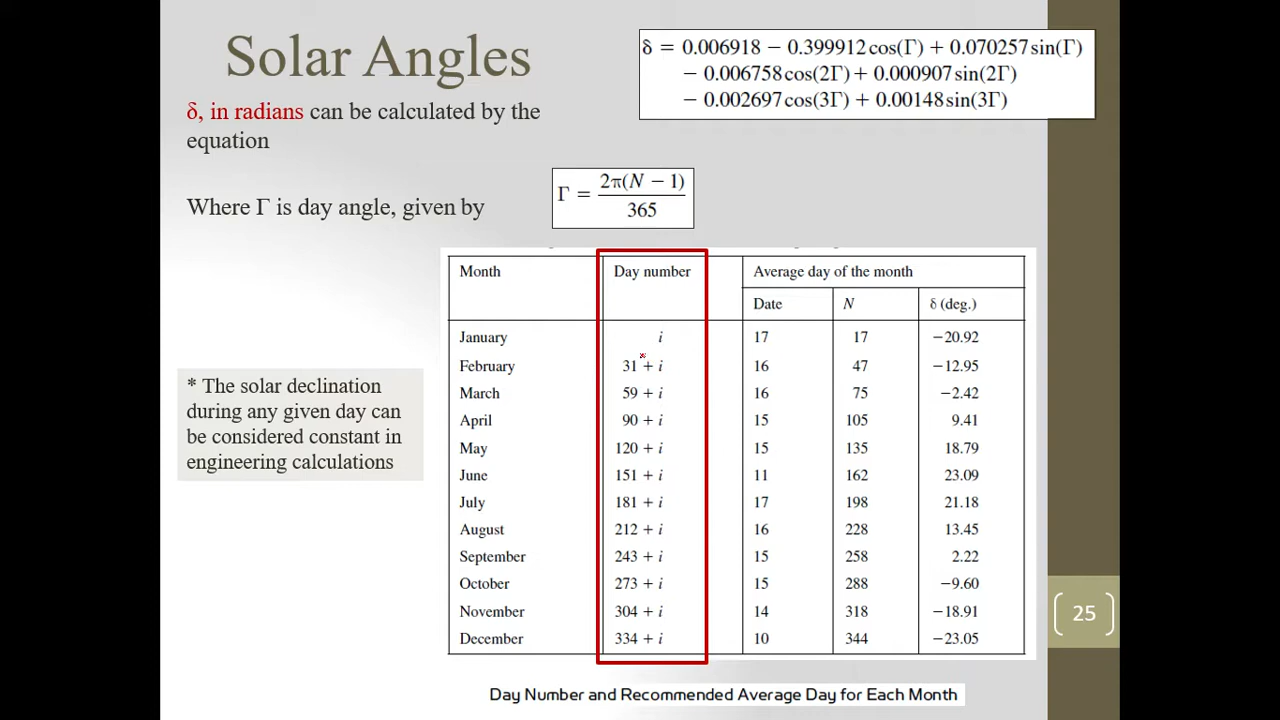 Solar Angles
δ, in radians can be calculated by the
equation
δ = 0.006918 − 0.399912 cos(Γ) + 0.070257 sin(Γ)
− 0.006758 cos(2Γ) + 0.000907 sin(2Γ)
− 0.002697 cos(3Γ) + 0.00148 sin(3Γ)
Where Γ is day angle, given by
Γ = 2π(N − 1)
365
Month Day number Average day of the month
Date N δ (deg.)
January i 17 17 −20.92
February 31 + i 16 47 −12.95
March 59 + i 16 75 −2.42
April 90 + i 15 105 9.41
May 120 + i 15 135 18.79
June 151 + i 11 162 23.09
July 181 + i 17 198 21.18
August 212 + i 16 228 13.45
September 243 + i 15 258 2.22
October 273 + i 15 288 −9.60
November 304 + i 14 318 −18.91
December 334 + i 10 344 −23.05
* The solar declination
during any given day can
be considered constant in
engineering calculations
Day Number and Recommended Average Day for Each Month
25